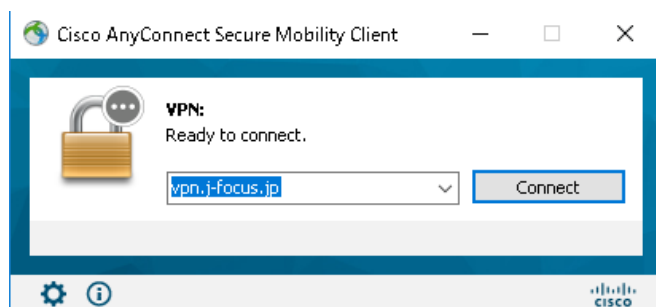 Cisco AnyConnect Secure Mobility Client
VPN:
Ready to connect.
vpn.j-focus.jp
Connect
cisco